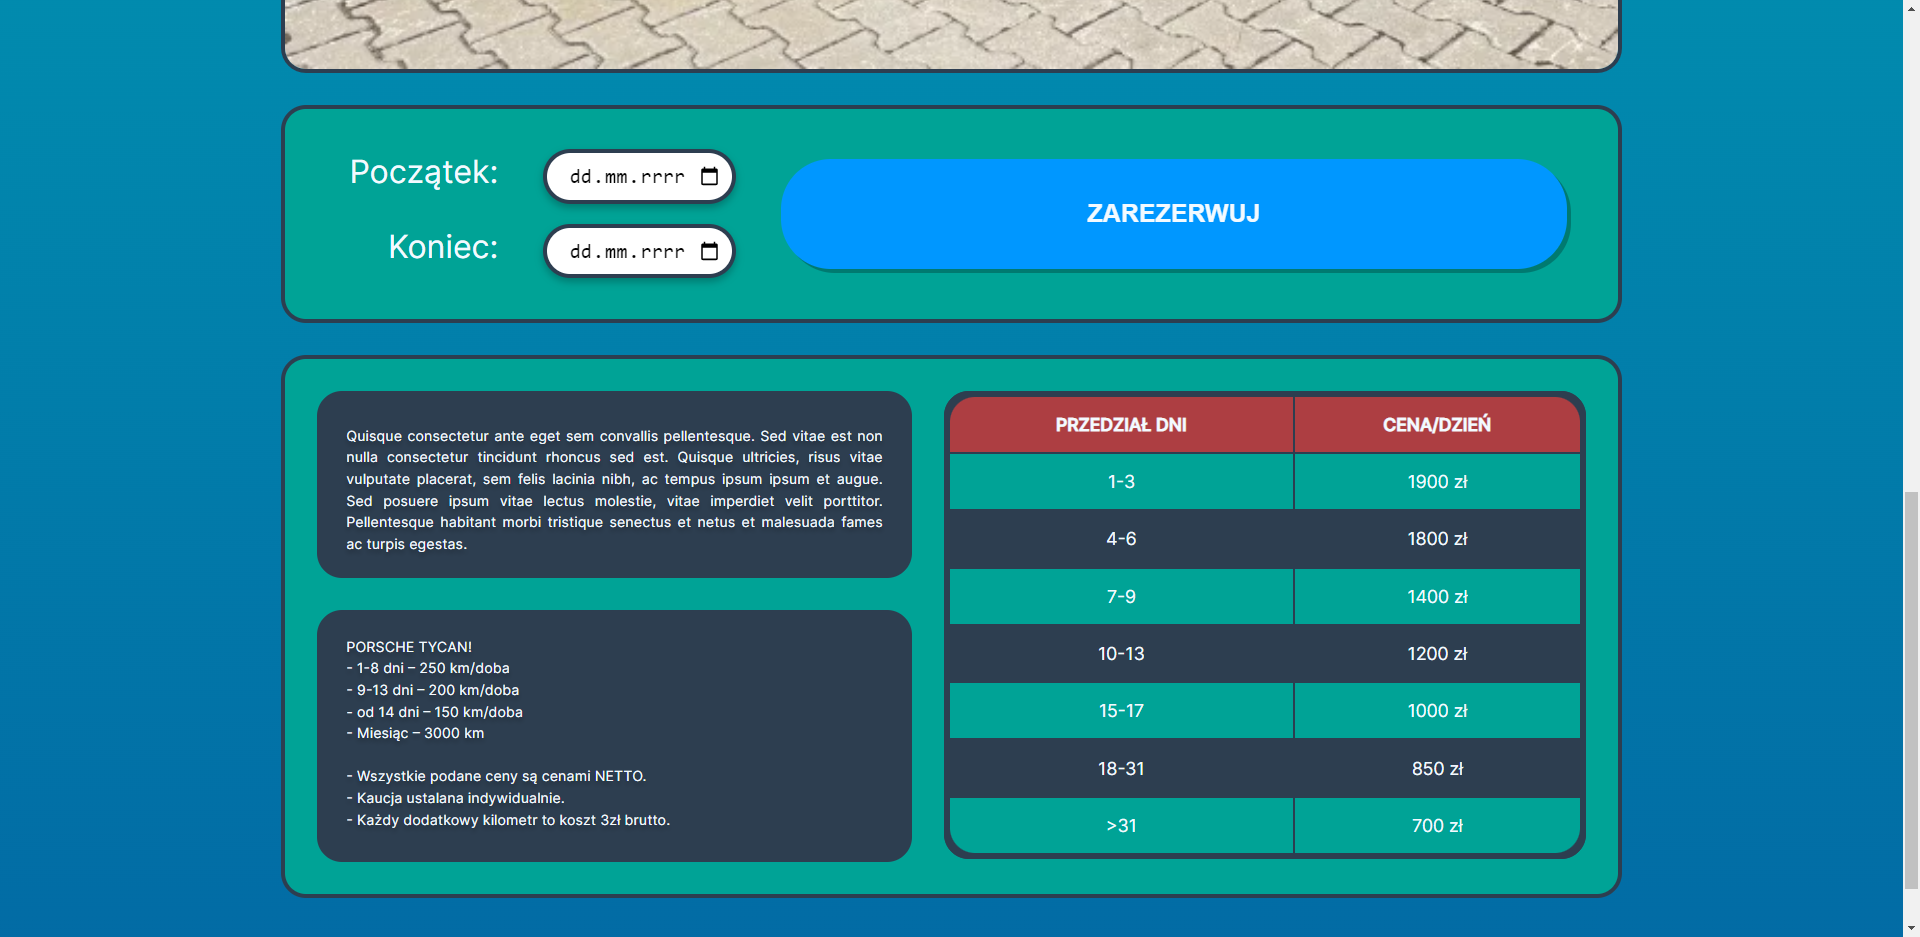 Początek:
dd.mm.rrrr
Koniec:
dd.mm.rrrr
ZAREZERWUJ
Quisque consectetur ante eget sem convallis pellentesque. Sed vitae est non
nulla consectetur tincidunt rhoncus sed est. Quisque ultricies, risus vitae
vulputate placerat, sem felis lacinia nibh, ac tempus ipsum ipsum et augue.
Sed posuere ipsum vitae lectus molestie, vitae imperdiet velit porttitor.
Pellentesque habitant morbi tristique senectus et netus et malesuada fames
ac turpis egestas.
PORSCHE TYCAN!
- 1-8 dni – 250 km/doba
- 9-13 dni – 200 km/doba
- od 14 dni – 150 km/doba
- Miesiąc – 3000 km
- Wszystkie podane ceny są cenami NETTO.
- Kaucja ustalana indywidualnie.
- Każdy dodatkowy kilometr to koszt 3zł brutto.
PRZEDZIAŁ DNI CENA/DZIEŃ
1-3 1900 zł
4-6 1800 zł
7-9 1400 zł
10-13 1200 zł
15-17 1000 zł
18-31 850 zł
>31 700 zł